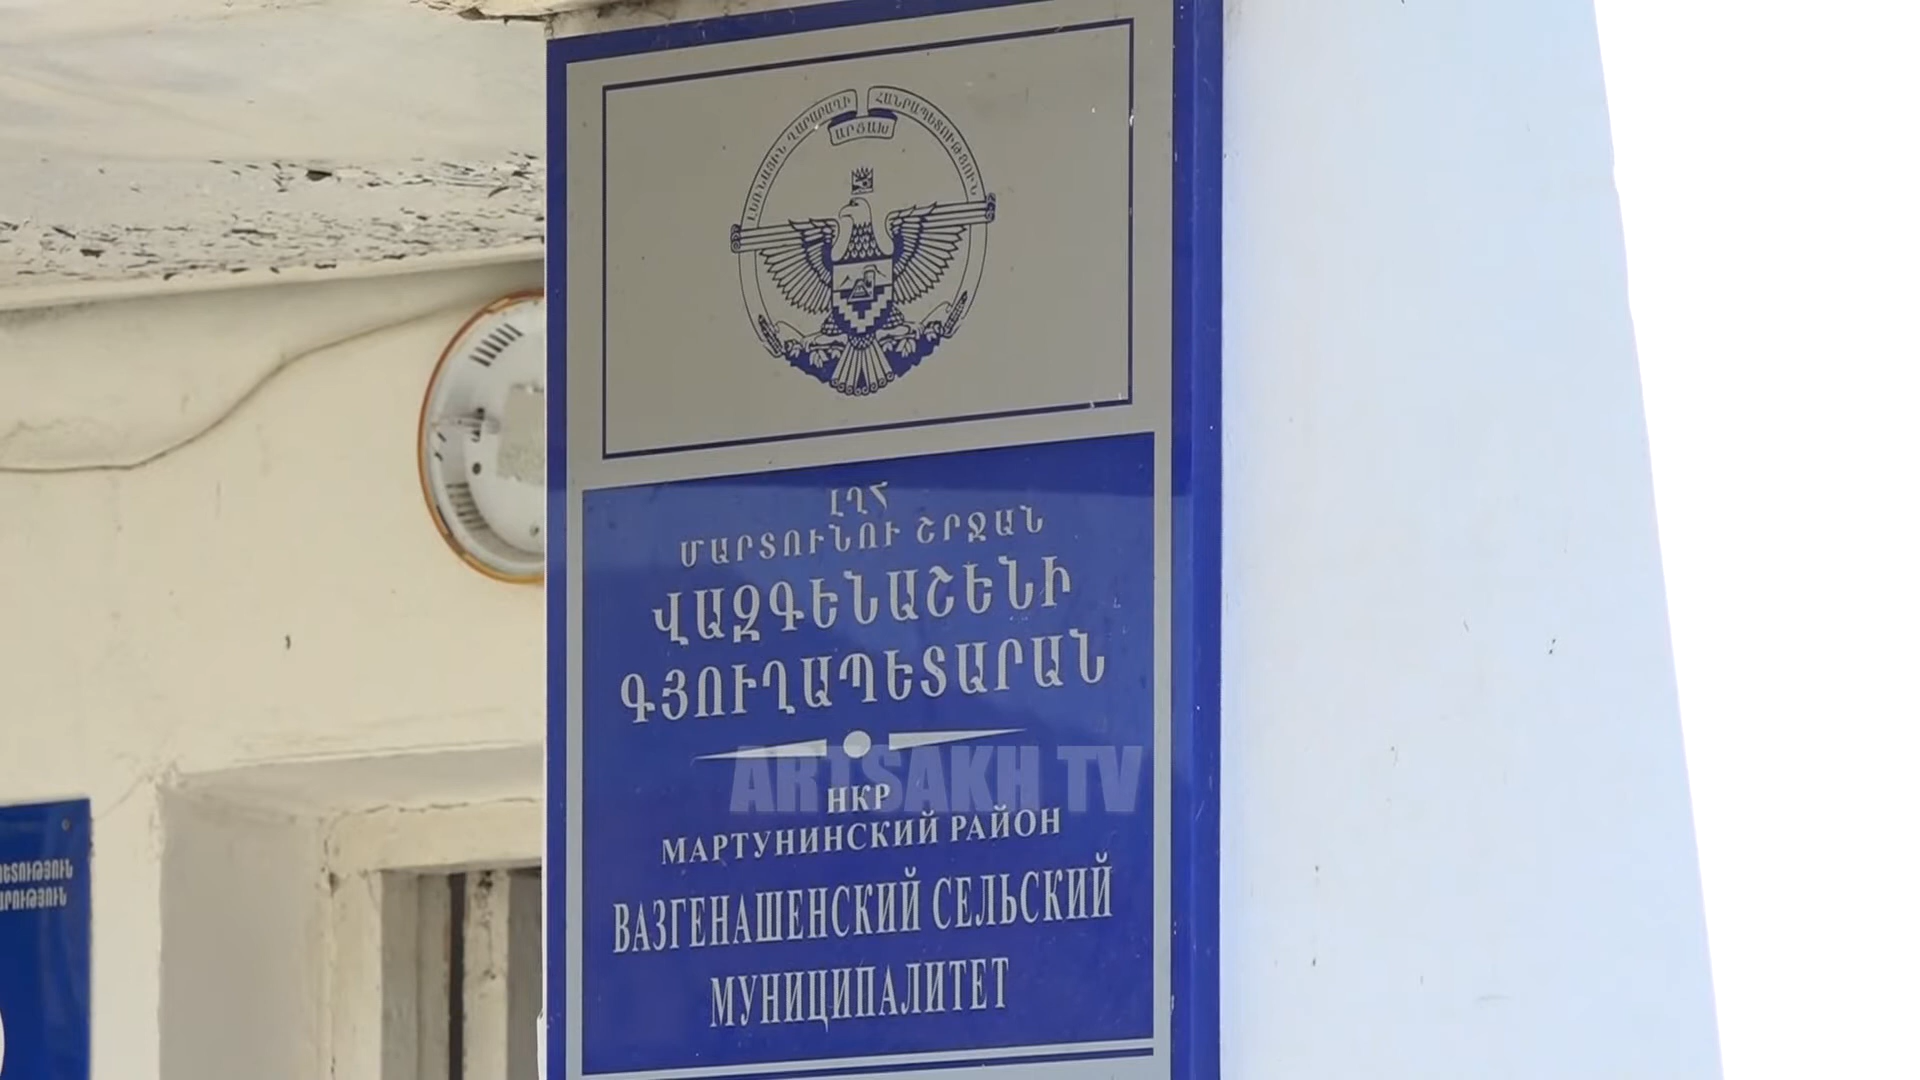 ԼԵՌՆԱՅԻՆ ՂԱՐԱԲԱՂԻ ՀԱՆՐԱՊԵՏՈՒԹՅՈՒՆ
ԱՐՑԱԽ
ԼՂՀ
ՄԱՐՏՈՒՆՈՒ ՇՐՋԱՆ
ՎԱԶԳԵՆԱՇԵՆԻ
ԳՅՈՒՂԱՊԵՏԱՐԱՆ
ARTSAKH TV
НКР
МАРТУНИНСКИЙ РАЙОН
ВАЗГЕНАШЕНСКИЙ СЕЛЬСКИЙ
МУНИЦИПАЛИТЕТ